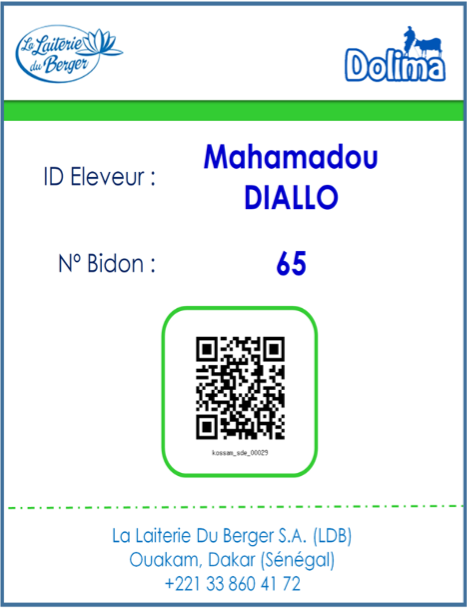 La Laiterie
du Berger
Dolima
ID Eleveur :
Mahamadou
DIALLO
N° Bidon :
65
kossam_sde_00029
La Laiterie Du Berger S.A. (LDB)
Ouakam, Dakar (Sénégal)
+221 33 860 41 72